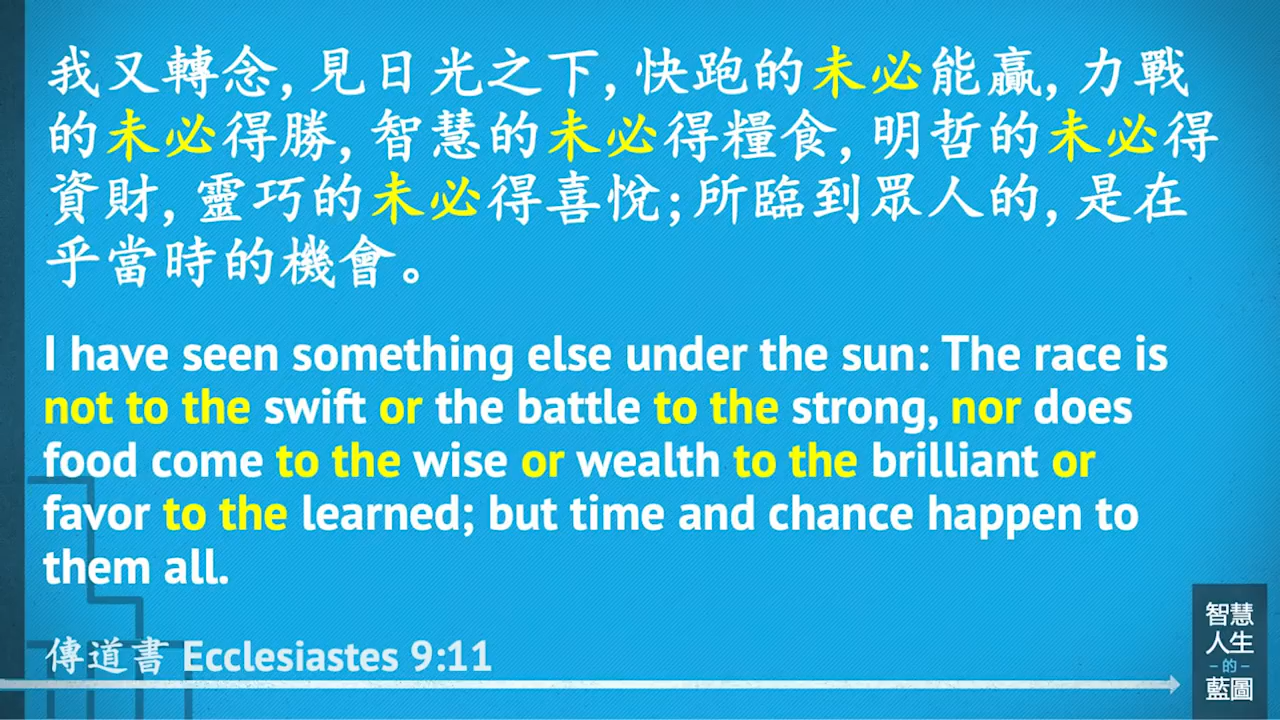 我又轉念, 見日光之下, 快跑的未必能贏, 力戰
的未必得勝, 智慧的未必得糧食, 明哲的未必得
資財, 靈巧的未必得喜悅; 所臨到眾人的, 是在
乎當時的機會。
I have seen something else under the sun: The race is
not to the swift or the battle to the strong, nor does
food come to the wise or wealth to the brilliant or
favor to the learned; but time and chance happen to
them all.
傳道書 Ecclesiastes 9:11
智慧
人生
–的–
藍圖